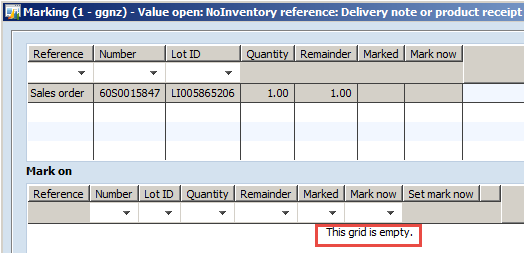 Marking (1 - ggnz) - Value open: NoInventory reference: Delivery note or product receipt
Reference Number Lot ID Quantity Remainder Marked Mark now
Sales order 60S0015847 LI005865206 1.00 1.00
Mark on
Reference Number Lot ID Quantity Remainder Marked Mark now Set mark now
This grid is empty.